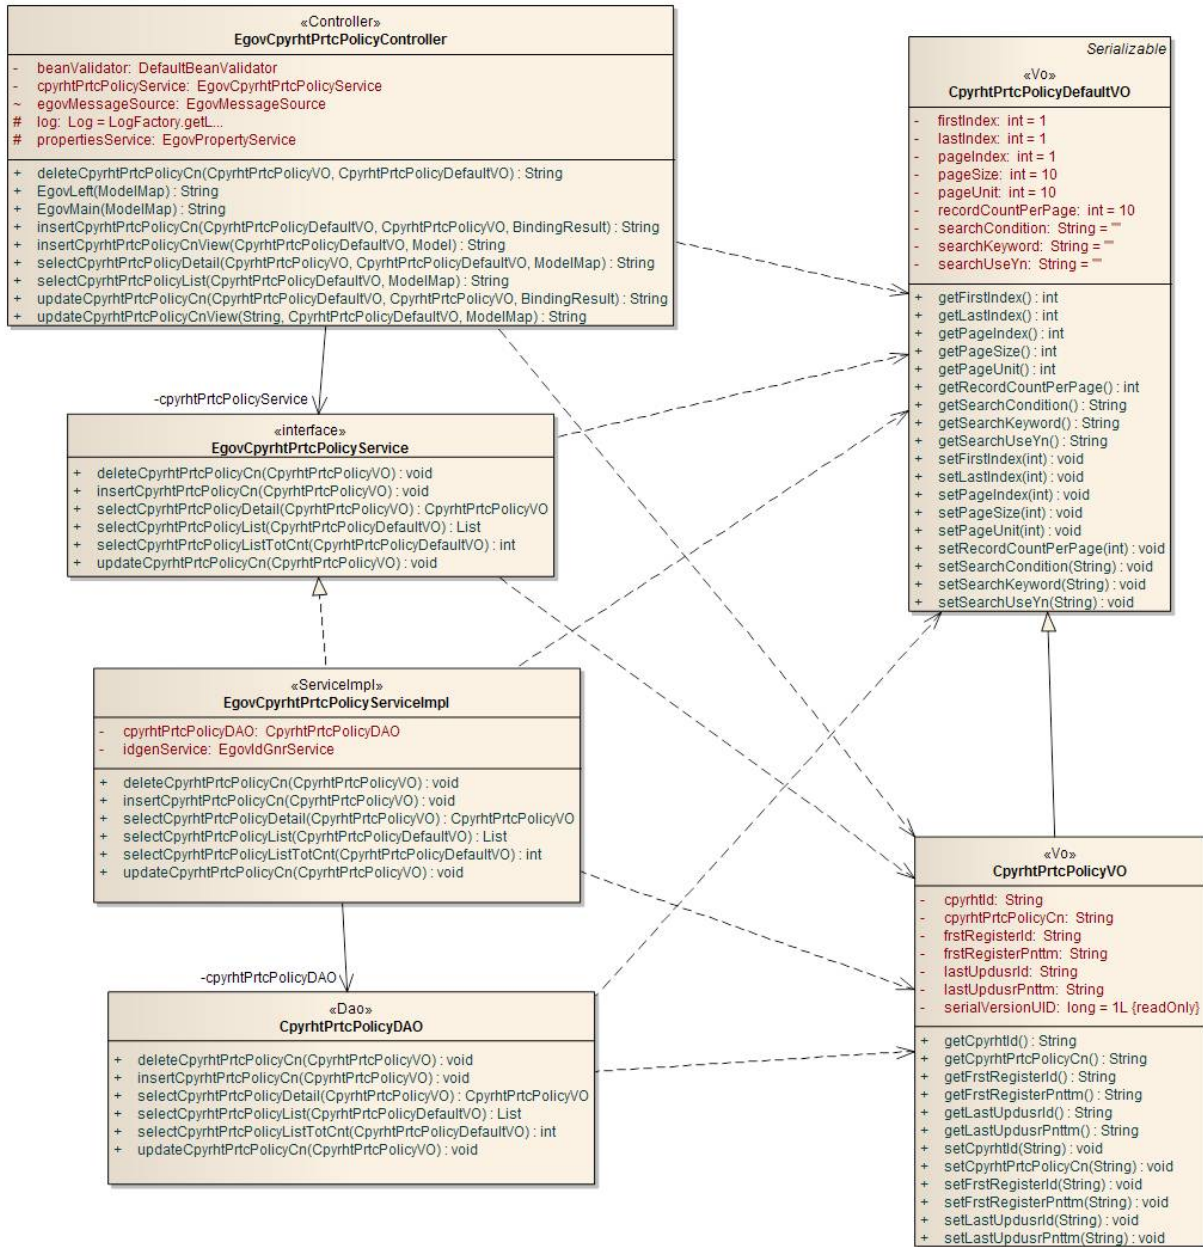 «Controller»
EgovCpyrhtPrtcPolicyController
- beanValidator: DefaultBeanValidator
- cpyrhtPrtcPolicyService: EgovCpyrhtPrtcPolicyService
~ egovMessageSource: EgovMessageSource
# log: Log = LogFactory.getL...
# propertiesService: EgovPropertyService
+ deleteCpyrhtPrtcPolicyCn(CpyrhtPrtcPolicyVO, CpyrhtPrtcPolicyDefaultVO) : String
+ EgovLeft(ModelMap) : String
+ EgovMain(ModelMap) : String
+ insertCpyrhtPrtcPolicyCn(CpyrhtPrtcPolicyDefaultVO, CpyrhtPrtcPolicyVO, BindingResult) : String
+ insertCpyrhtPrtcPolicyCnView(CpyrhtPrtcPolicyDefaultVO, Model) : String
+ selectCpyrhtPrtcPolicyDetail(CpyrhtPrtcPolicyVO, CpyrhtPrtcPolicyDefaultVO, ModelMap) : String
+ selectCpyrhtPrtcPolicyList(CpyrhtPrtcPolicyDefaultVO, ModelMap) : String
+ updateCpyrhtPrtcPolicyCn(CpyrhtPrtcPolicyDefaultVO, CpyrhtPrtcPolicyVO, BindingResult) : String
+ updateCpyrhtPrtcPolicyCnView(String, CpyrhtPrtcPolicyDefaultVO, ModelMap) : String
-cpyrhtPrtcPolicyService
«interface»
EgovCpyrhtPrtcPolicyService
+ deleteCpyrhtPrtcPolicyCn(CpyrhtPrtcPolicyVO) : void
+ insertCpyrhtPrtcPolicyCn(CpyrhtPrtcPolicyVO) : void
+ selectCpyrhtPrtcPolicyDetail(CpyrhtPrtcPolicyVO) : CpyrhtPrtcPolicyVO
+ selectCpyrhtPrtcPolicyList(CpyrhtPrtcPolicyDefaultVO) : List
+ selectCpyrhtPrtcPolicyListTotCnt(CpyrhtPrtcPolicyDefaultVO) : int
+ updateCpyrhtPrtcPolicyCn(CpyrhtPrtcPolicyVO) : void
«ServiceImpl»
EgovCpyrhtPrtcPolicyServiceImpl
- cpyrhtPrtcPolicyDAO: CpyrhtPrtcPolicyDAO
- idgenService: EgovIdGnrService
+ deleteCpyrhtPrtcPolicyCn(CpyrhtPrtcPolicyVO) : void
+ insertCpyrhtPrtcPolicyCn(CpyrhtPrtcPolicyVO) : void
+ selectCpyrhtPrtcPolicyDetail(CpyrhtPrtcPolicyVO) : CpyrhtPrtcPolicyVO
+ selectCpyrhtPrtcPolicyList(CpyrhtPrtcPolicyDefaultVO) : List
+ selectCpyrhtPrtcPolicyListTotCnt(CpyrhtPrtcPolicyDefaultVO) : int
+ updateCpyrhtPrtcPolicyCn(CpyrhtPrtcPolicyVO) : void
-cpyrhtPrtcPolicyDAO
«Dao»
CpyrhtPrtcPolicyDAO
+ deleteCpyrhtPrtcPolicyCn(CpyrhtPrtcPolicyVO) : void
+ insertCpyrhtPrtcPolicyCn(CpyrhtPrtcPolicyVO) : void
+ selectCpyrhtPrtcPolicyDetail(CpyrhtPrtcPolicyVO) : CpyrhtPrtcPolicyVO
+ selectCpyrhtPrtcPolicyList(CpyrhtPrtcPolicyDefaultVO) : List
+ selectCpyrhtPrtcPolicyListTotCnt(CpyrhtPrtcPolicyDefaultVO) : int
+ updateCpyrhtPrtcPolicyCn(CpyrhtPrtcPolicyVO) : void
Serializable
«Vo»
CpyrhtPrtcPolicyDefaultVO
- firstIndex: int = 1
- lastIndex: int = 1
- pageIndex: int = 1
- pageSize: int = 10
- pageUnit: int = 10
- recordCountPerPage: int = 10
- searchCondition: String = ""
- searchKeyword: String = ""
- searchUseYn: String = ""
+ getFirstIndex() : int
+ getLastIndex() : int
+ getPageIndex() : int
+ getPageSize() : int
+ getPageUnit() : int
+ getRecordCountPerPage() : int
+ getSearchCondition() : String
+ getSearchKeyword() : String
+ getSearchUseYn() : String
+ setFirstIndex(int) : void
+ setLastIndex(int) : void
+ setPageIndex(int) : void
+ setPageSize(int) : void
+ setPageUnit(int) : void
+ setRecordCountPerPage(int) : void
+ setSearchCondition(String) : void
+ setSearchKeyword(String) : void
+ setSearchUseYn(String) : void
«Vo»
CpyrhtPrtcPolicyVO
- cpyrhtId: String
- cpyrhtPrtcPolicyCn: String
- frstRegisterId: String
- frstRegisterPnttm: String
- lastUpdusrId: String
- lastUpdusrPnttm: String
- serialVersionUID: long = 1L {readOnly}
+ getCpyrhtId() : String
+ getCpyrhtPrtcPolicyCn() : String
+ getFrstRegisterId() : String
+ getFrstRegisterPnttm() : String
+ getLastUpdusrId() : String
+ getLastUpdusrPnttm() : String
+ setCpyrhtId(String) : void
+ setCpyrhtPrtcPolicyCn(String) : void
+ setFrstRegisterId(String) : void
+ setFrstRegisterPnttm(String) : void
+ setLastUpdusrId(String) : void
+ setLastUpdusrPnttm(String) : void